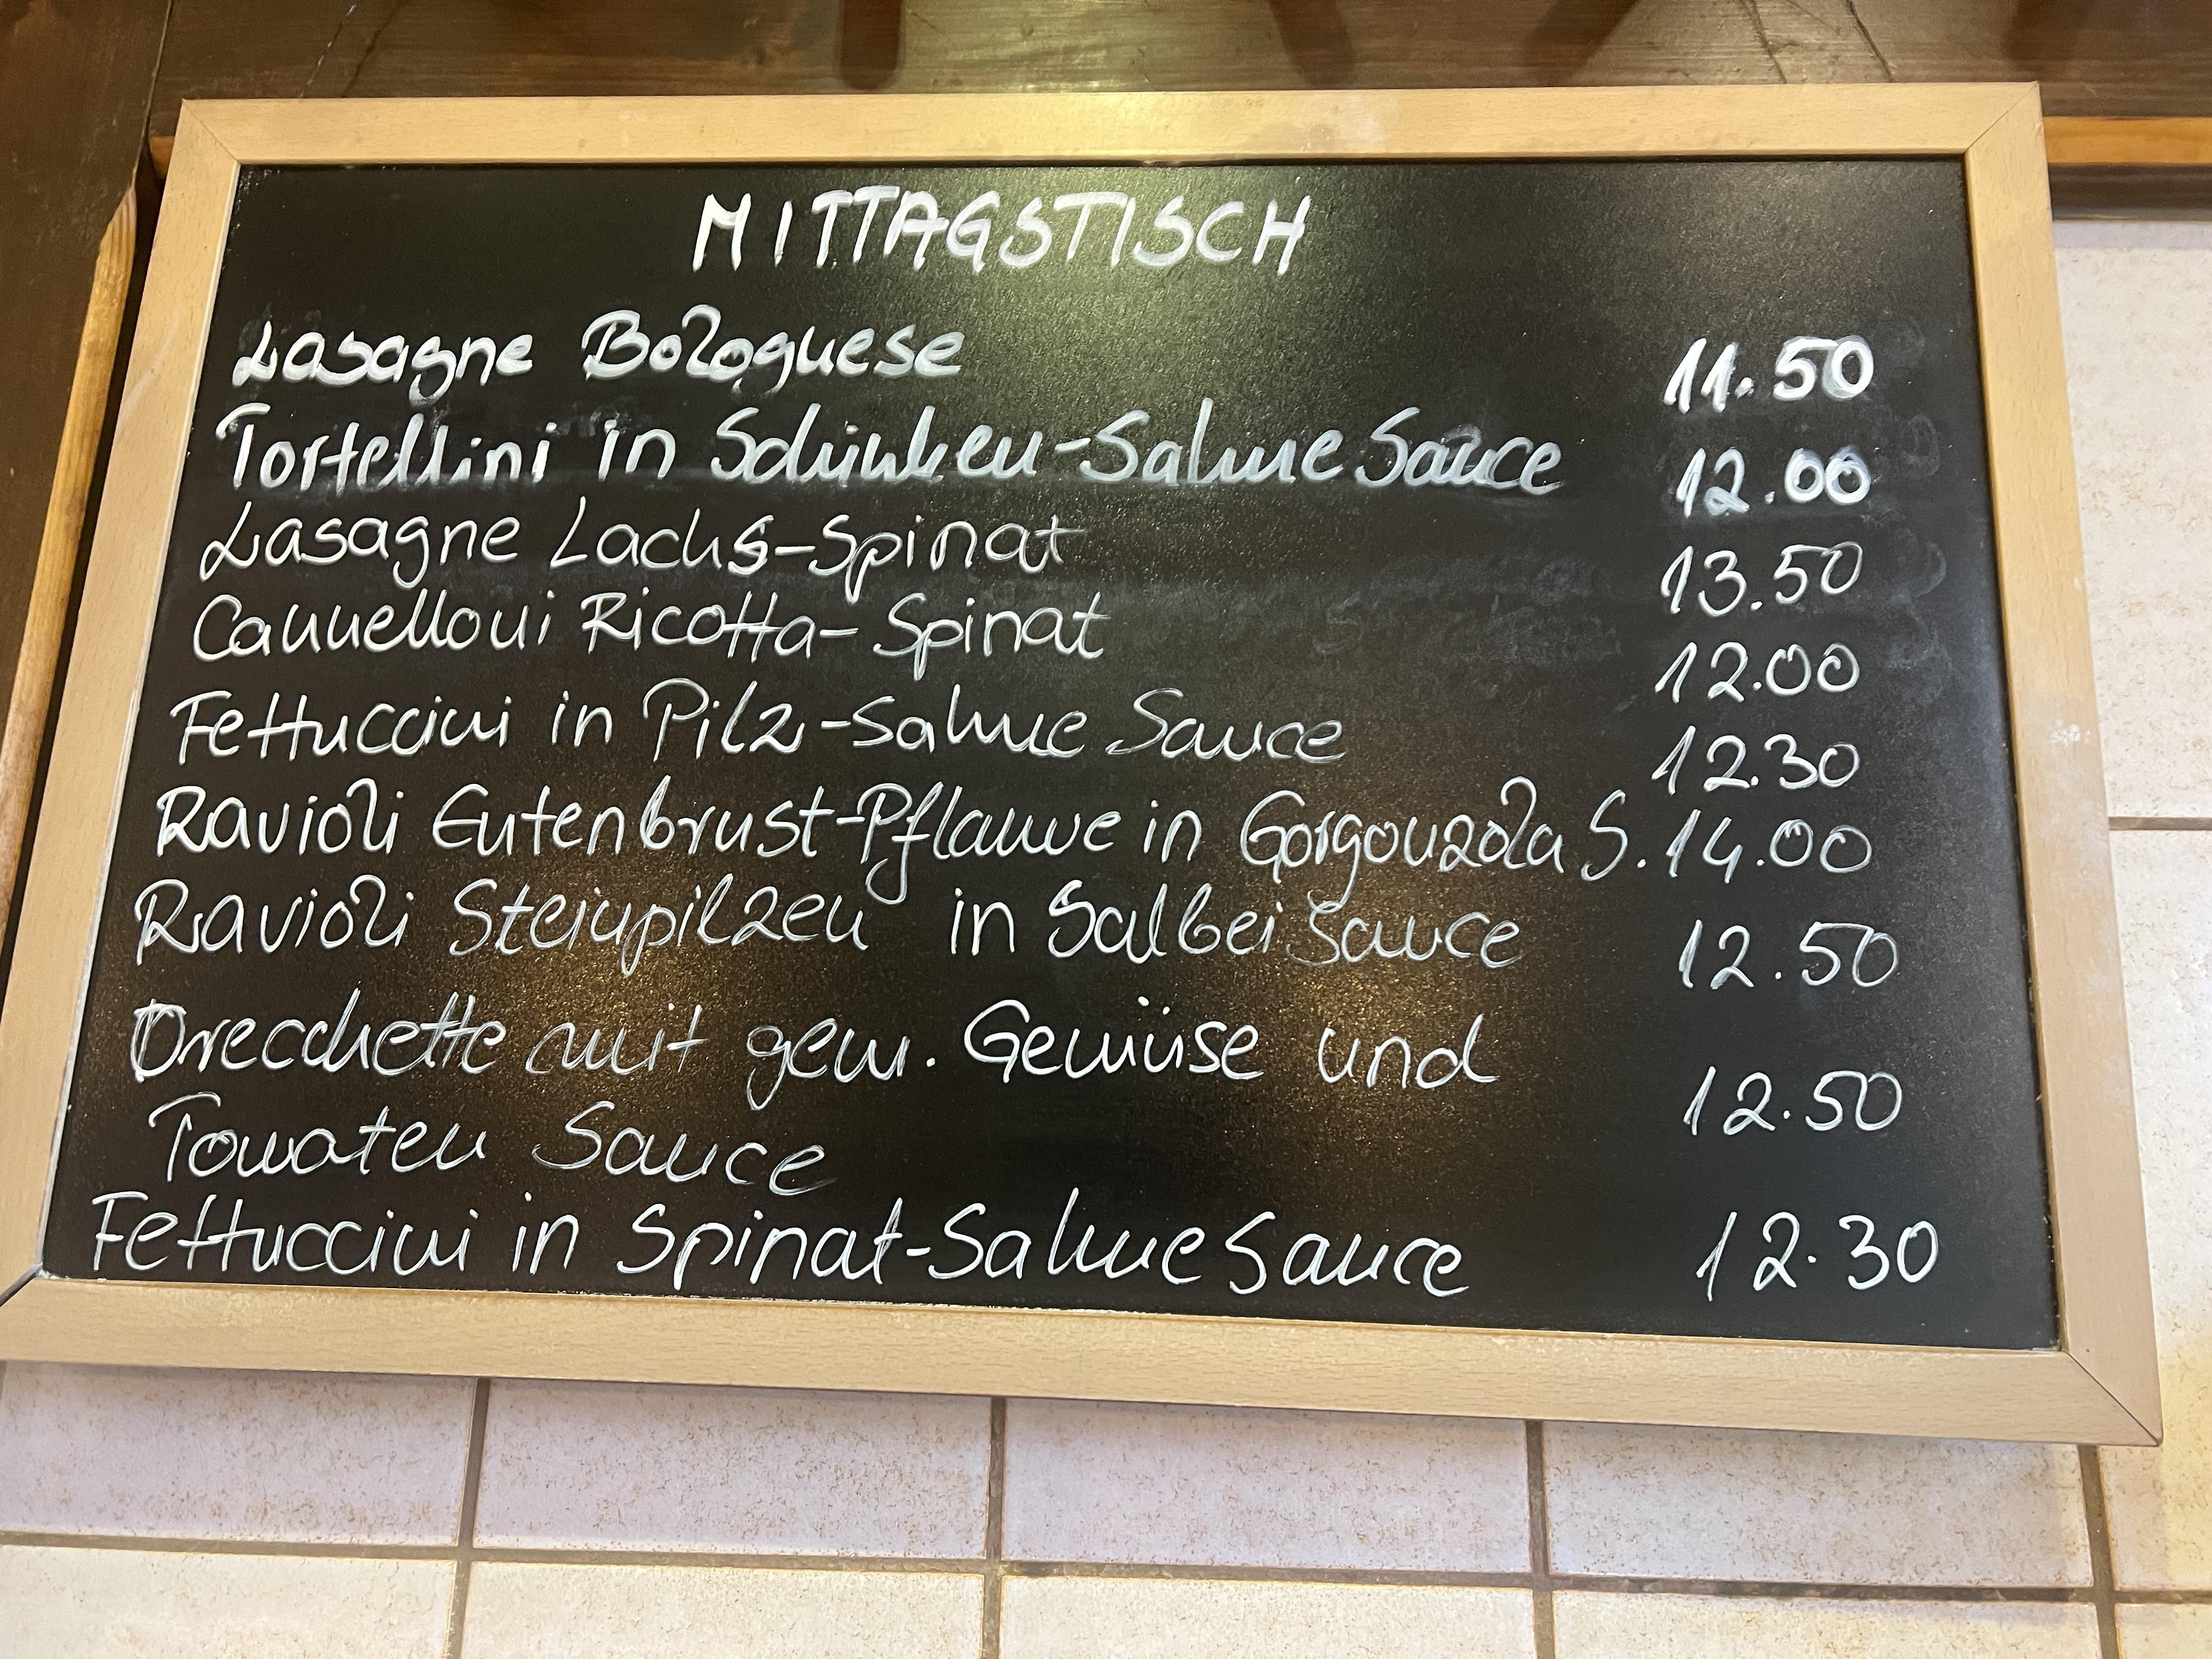 MITTAGSTISCH
Lasagne Bolognese 11.50
Tortellini in Schinken-Sahne Sauce 12.00
Lasagne Lachs-Spinat 13.50
Cannelloni Ricotta-Spinat 12.00
Fettuccini in Pilz-Sahne Sauce 12.30
Ravioli Entenbrust-Pflaume in Gorgonzola S. 14.00
Ravioli Steinpilzen in Salbei Sauce 12.50
Orecchette mit gem. Gemüse und 12.50
Tomaten Sauce
Fettuccini in Spinat-Sahne Sauce 12.30